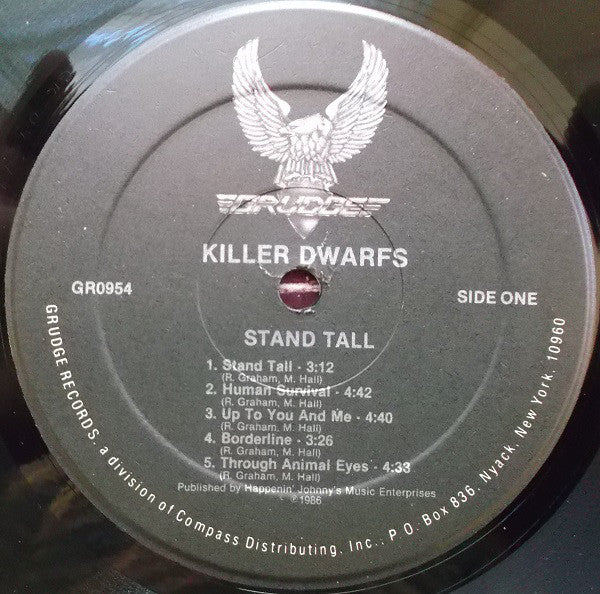 GRUDGE
KILLER DWARFS
GR0954
SIDE ONE
STAND TALL
1. Stand Tall - 3:12
(R. Graham, M. Hall)
2. Human Survival - 4:42
(R. Graham, M. Hall)
3. Up To You And Me - 4:40
(R. Graham, M. Hall)
4. Borderline - 3:26
(R. Graham, M. Hall)
5. Through Animal Eyes - 4:33
(R. Graham, M. Hall)
Published by Happenin' Johnny's Music Enterprises
℗1986
GRUDGE RECORDS, a division of Compass Distributing, Inc., P.O. Box 836, Nyack, New York, 10960